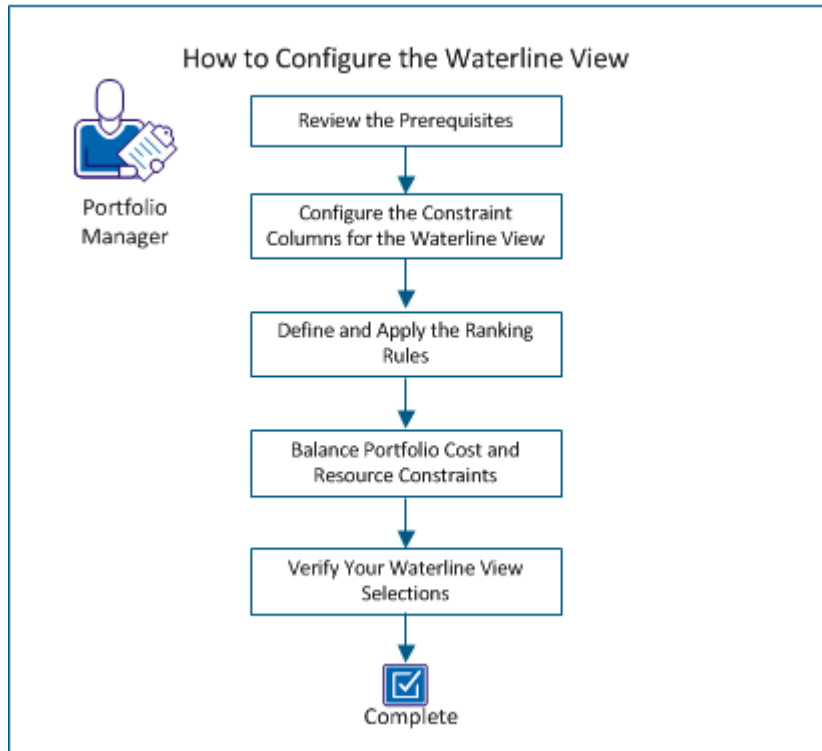 How to Configure the Waterline View
Portfolio
Manager
Review the Prerequisites
Configure the Constraint
Columns for the Waterline View
Define and Apply the Ranking
Rules
Balance Portfolio Cost and
Resource Constraints
Verify Your Waterline View
Selections
Complete